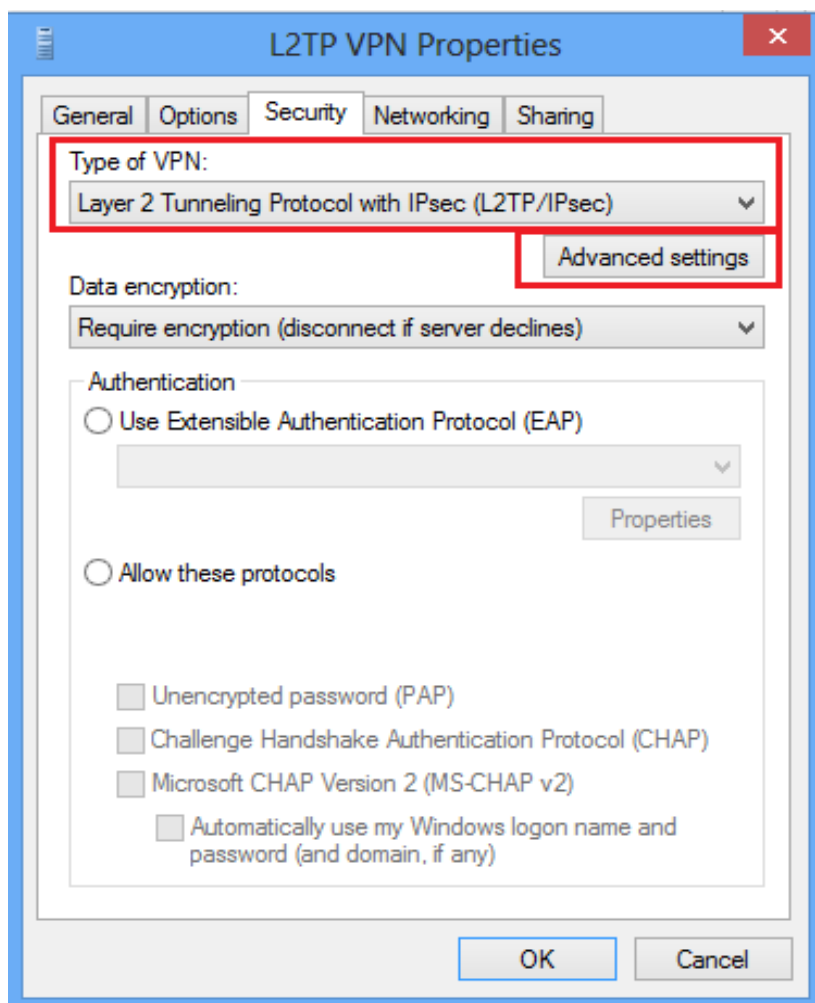 L2TP VPN Properties
General Options Security Networking Sharing
Type of VPN:
Layer 2 Tunneling Protocol with IPsec (L2TP/IPsec)
Advanced settings
Data encryption:
Require encryption (disconnect if server declines)
Authentication
Use Extensible Authentication Protocol (EAP)
Properties
Allow these protocols
Unencrypted password (PAP)
Challenge Handshake Authentication Protocol (CHAP)
Microsoft CHAP Version 2 (MS-CHAP v2)
Automatically use my Windows logon name and
password (and domain, if any)
OK Cancel